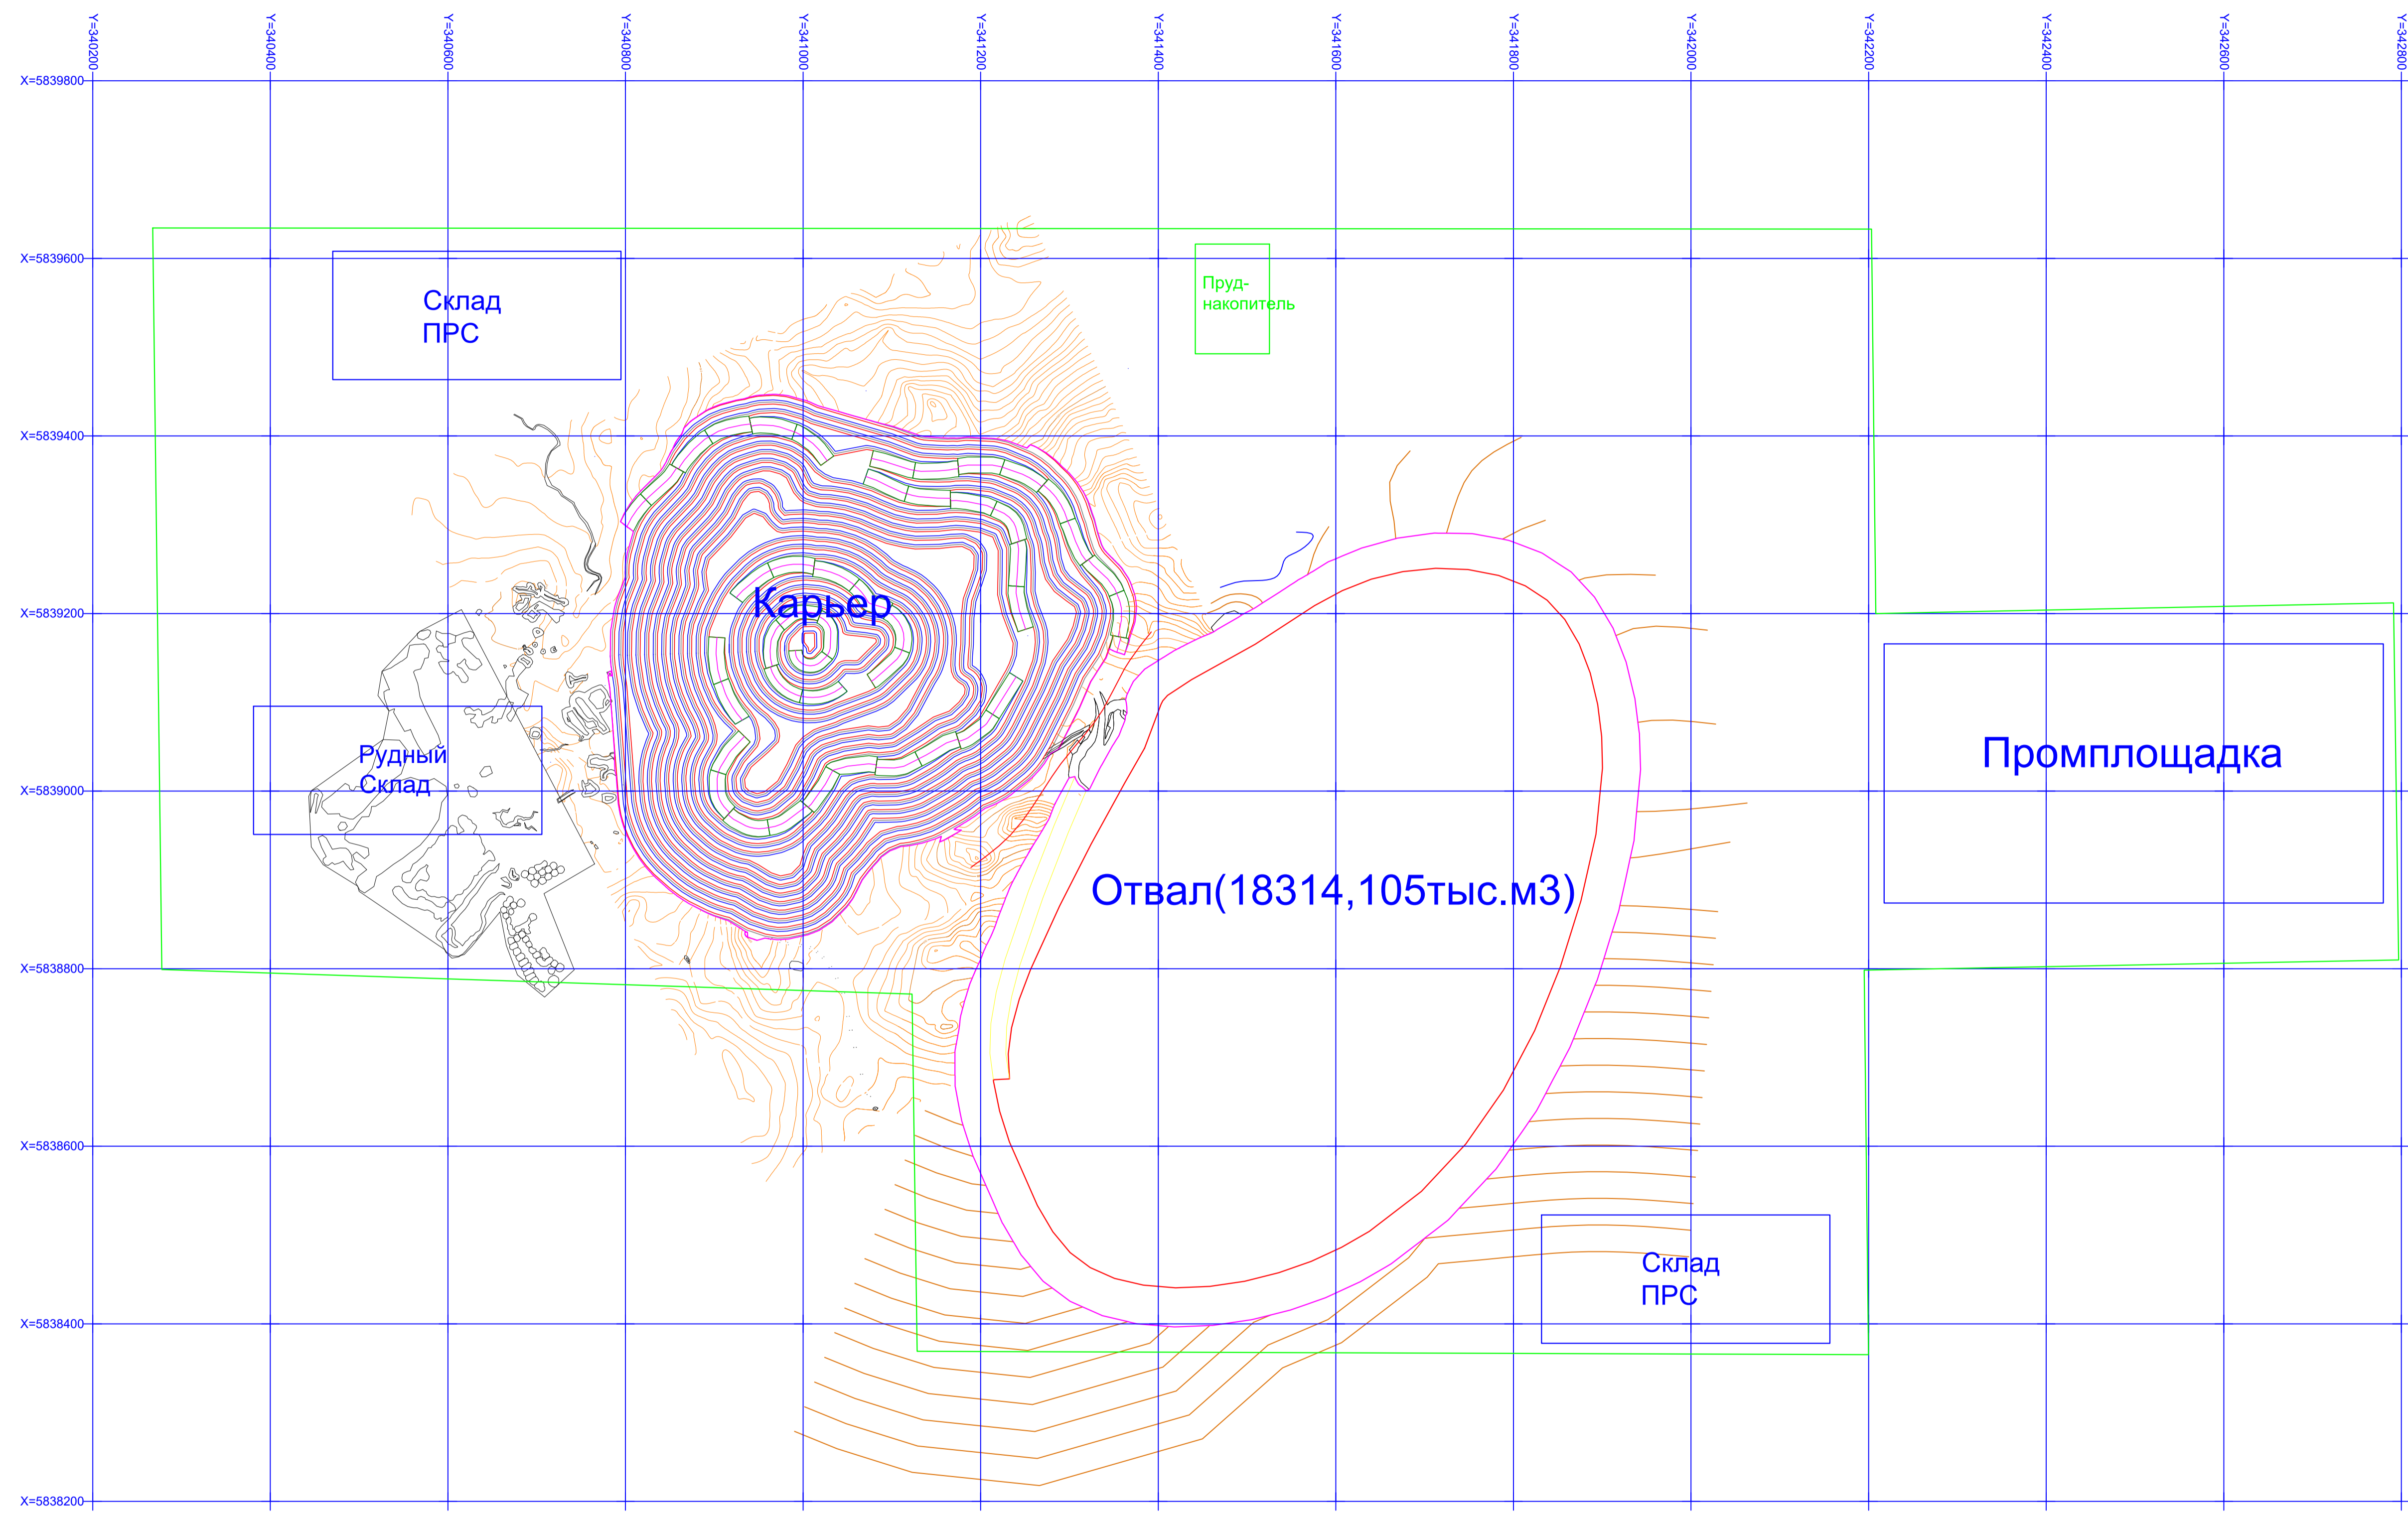 Y=340200
Y=340400
Y=340600
Y=340800
Y=341000
Y=341200
Y=341400
Y=341600
Y=341800
Y=342000
Y=342200
Y=342400
Y=342600
Y=342800
X=5839800
X=5839600
X=5839400
X=5839200
X=5839000
X=5838800
X=5838600
X=5838400
X=5838200
Склад
ПРС
Пруд-
накопитель
Карьер
Рудный
Склад
Промплощадка
Отвал(18314,105тыс.м3)
Склад
ПРС